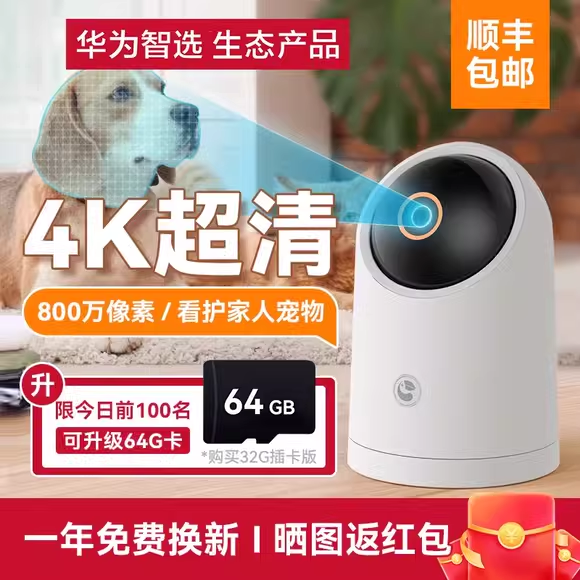 华为智选 生态产品
顺丰
包邮
4K超清
800万像素 / 看护家人宠物
升
限今日前100名
可升级64G卡
64 GB
*购买32G插卡版
一年免费换新 I 晒图返红包
¥